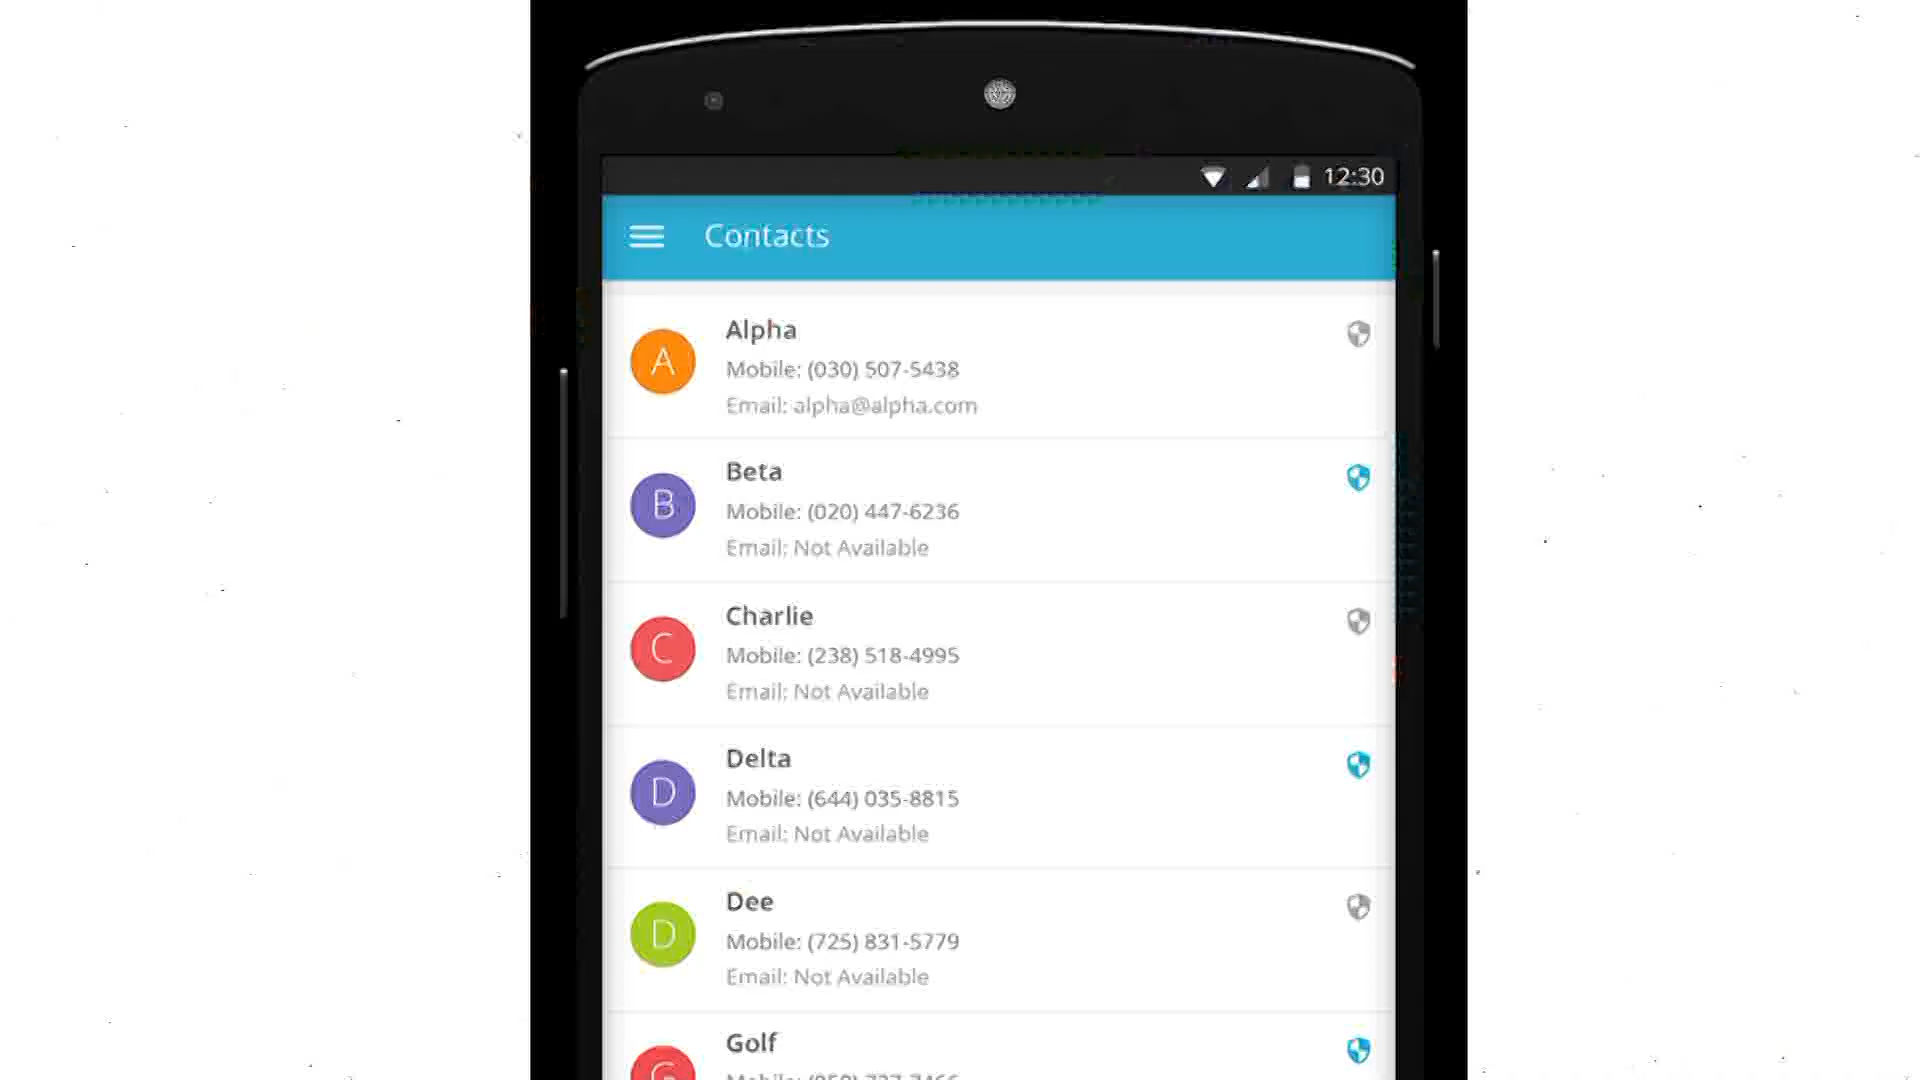 12:30
Contacts
A
Alpha
Mobile: (030) 507-5438
Email: alpha@alpha.com
B
Beta
Mobile: (020) 447-6236
Email: Not Available
C
Charlie
Mobile: (238) 518-4995
Email: Not Available
D
Delta
Mobile: (644) 035-8815
Email: Not Available
D
Dee
Mobile: (725) 831-5779
Email: Not Available
G
Golf
Mobile: